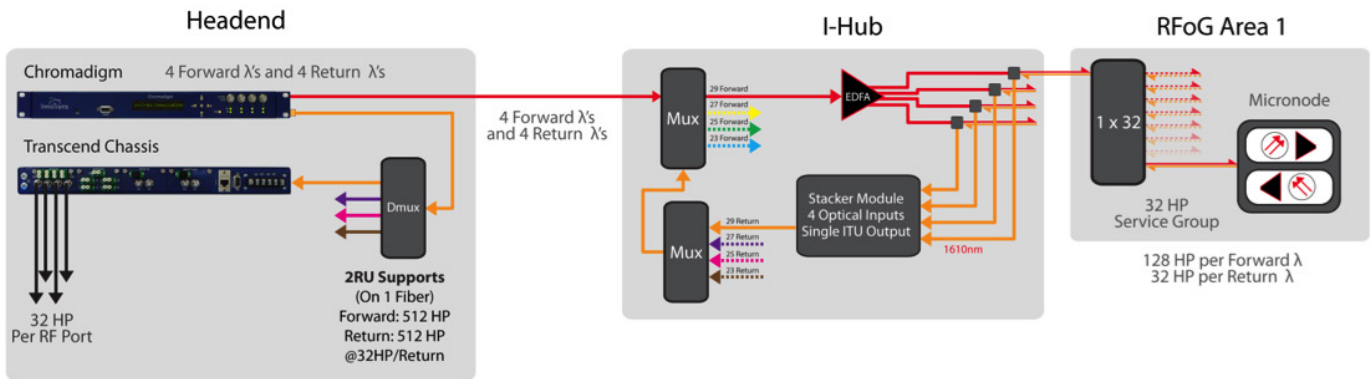 Headend
Chromadigm
4 Forward λ's and 4 Return λ's
Chromadigm
Transcend Chassis
Dmux
32 HP
Per RF Port
2RU Supports
(On 1 Fiber)
Forward: 512 HP
Return: 512 HP
@32HP/Return
4 Forward λ's
and 4 Return λ's
I-Hub
Mux
29 Forward
27 Forward
25 Forward
23 Forward
EDFA
Mux
29 Return
27 Return
25 Return
23 Return
Stacker Module
4 Optical Inputs
Single ITU Output
1610nm
RFoG Area 1
1 x 32
Micronode
32 HP
Service Group
128 HP per Forward λ
32 HP per Return λ